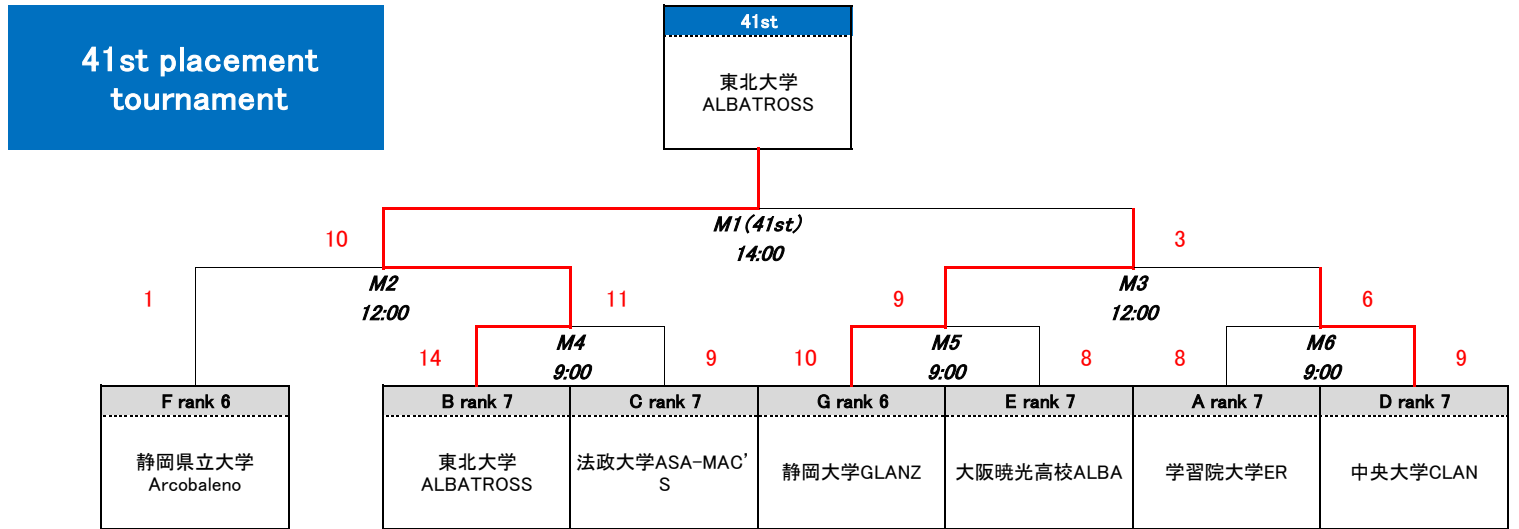 41st placement
tournament
41st
東北大学
ALBATROSS
M1(41st)
14:00
10
3
M2
12:00
M3
12:00
1
11
9
6
M4
9:00
M5
9:00
M6
9:00
14
9
10
8
8
9
F rank 6
B rank 7
C rank 7
G rank 6
E rank 7
A rank 7
D rank 7
静岡県立大学
Arcobaleno
東北大学
ALBATROSS
法政大学ASA-MAC'
S
静岡大学GLANZ
大阪暁光高校ALBA
学習院大学ER
中央大学CLAN